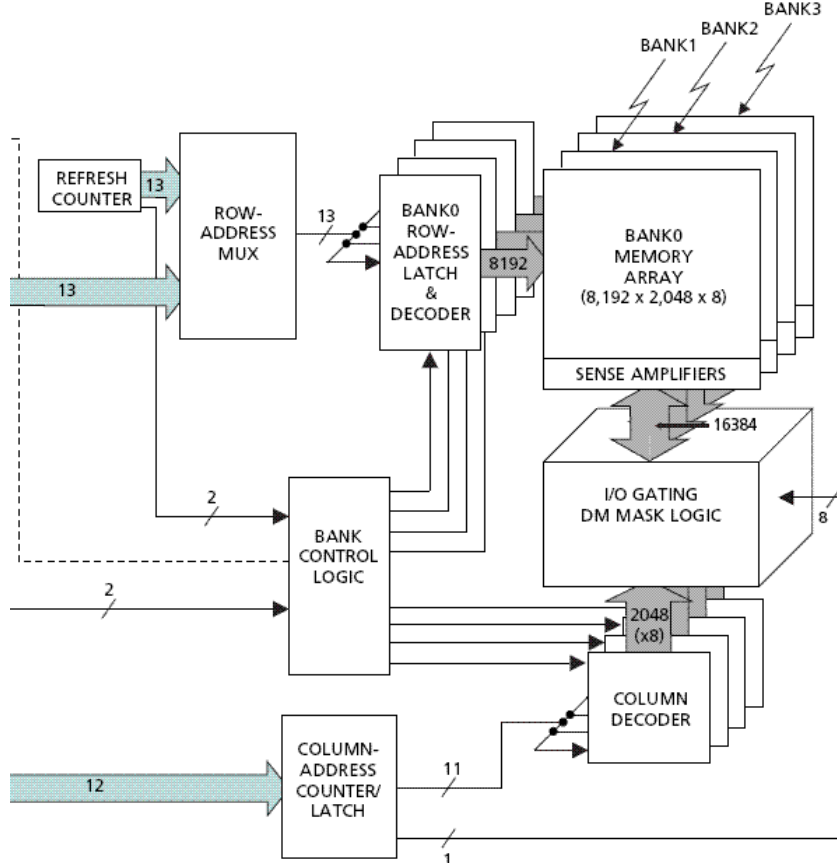 BANK3
BANK2
BANK1
REFRESH
COUNTER
13
ROW-
ADDRESS
MUX
13
13
BANK0
ROW-
ADDRESS
LATCH
&
DECODER
8192
BANK0
MEMORY
ARRAY
(8,192 x 2,048 x 8)
SENSE AMPLIFIERS
16384
I/O GATING
DM MASK LOGIC
8
2
BANK
CONTROL
LOGIC
2
2048
(x8)
COLUMN
DECODER
COLUMN-
ADDRESS
COUNTER/
LATCH
12
11
1